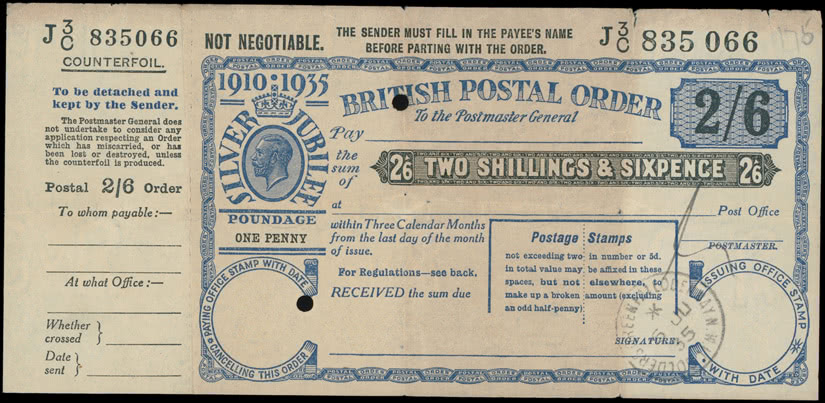 J 3/C 835066
COUNTERFOIL.
To be detached and
kept by the Sender.
The Postmaster General does
not undertake to consider any
application respecting an Order
which has miscarried, or has
been lost or destroyed, unless
the counterfoil is produced.
Postal 2/6 Order
To whom payable:—
At what Office:—
Whether
crossed
Date
sent
NOT NEGOTIABLE.
THE SENDER MUST FILL IN THE PAYEE'S NAME
BEFORE PARTING WITH THE ORDER.
J 3/C 835066
1910-1935
SILVER JUBILEE
POUNDAGE
ONE PENNY
BRITISH POSTAL ORDER
To the Postmaster General
2/6
Pay
the
sum
of
2/6 TWO SHILLINGS & SIXPENCE 2/6
at Post Office
within Three Calendar Months
from the last day of the month
of issue.
POSTMASTER.
For Regulations—see back.
RECEIVED the sum due
Postage Stamps
not exceeding two in number or 5d.
in total value may be affixed in these
spaces, but not elsewhere, to
make up a broken amount (excluding
an odd half-penny)
SIGNATURE
PAYING OFFICE STAMP WITH DATE
CANCELLING THIS ORDER
ISSUING OFFICE STAMP
WITH DATE